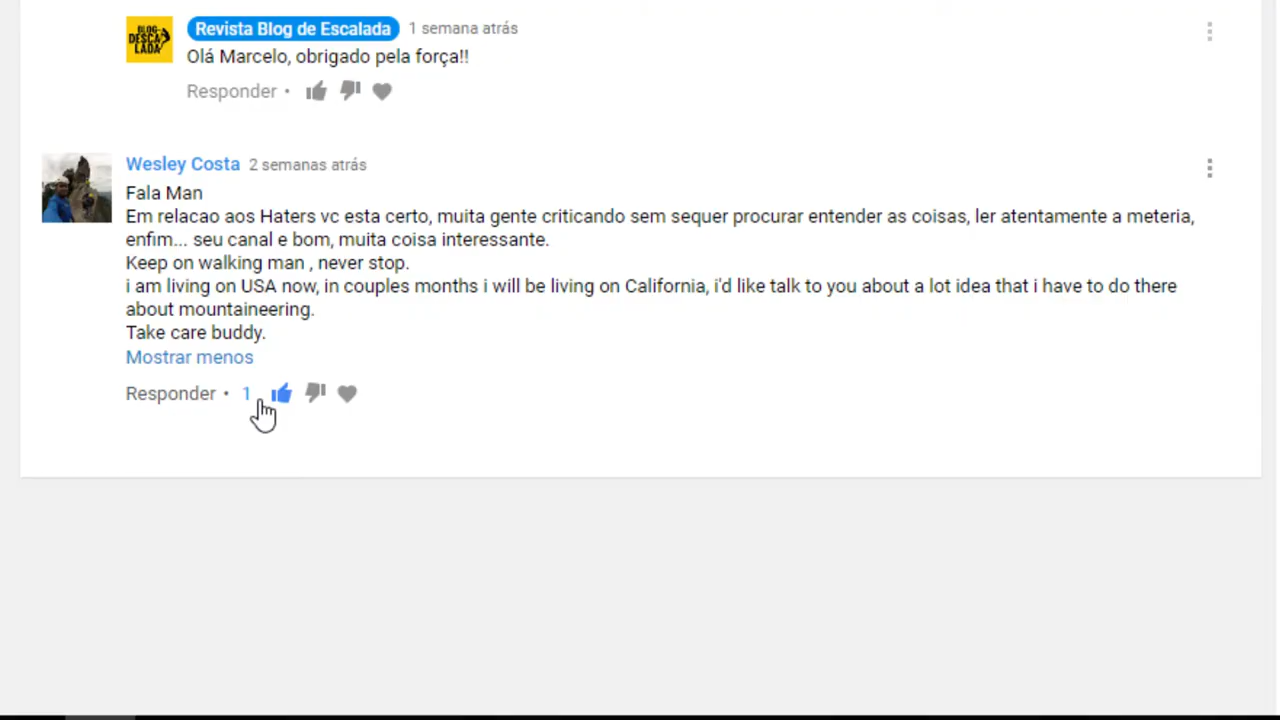 BLOG
DESCA
LADA
Revista Blog de Escalada 1 semana atrás
Olá Marcelo, obrigado pela força!!
Responder •
Wesley Costa 2 semanas atrás
Fala Man
Em relacao aos Haters vc esta certo, muita gente criticando sem sequer procurar entender as coisas, ler atentamente a meteria,
enfim... seu canal e bom, muita coisa interessante.
Keep on walking man , never stop.
i am living on USA now, in couples months i will be living on California, i'd like talk to you about a lot idea that i have to do there
about mountaineering.
Take care buddy.
Mostrar menos
Responder • 1